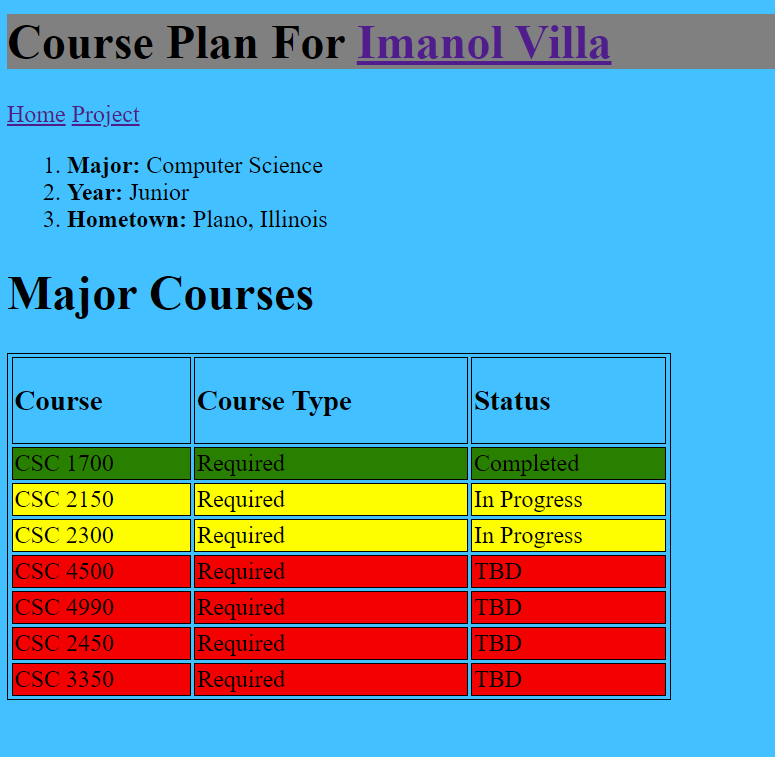 Course Plan For Imanol Villa
Home Project
1. Major: Computer Science
2. Year: Junior
3. Hometown: Plano, Illinois
Major Courses
Course Course Type Status
CSC 1700 Required Completed
CSC 2150 Required In Progress
CSC 2300 Required In Progress
CSC 4500 Required TBD
CSC 4990 Required TBD
CSC 2450 Required TBD
CSC 3350 Required TBD